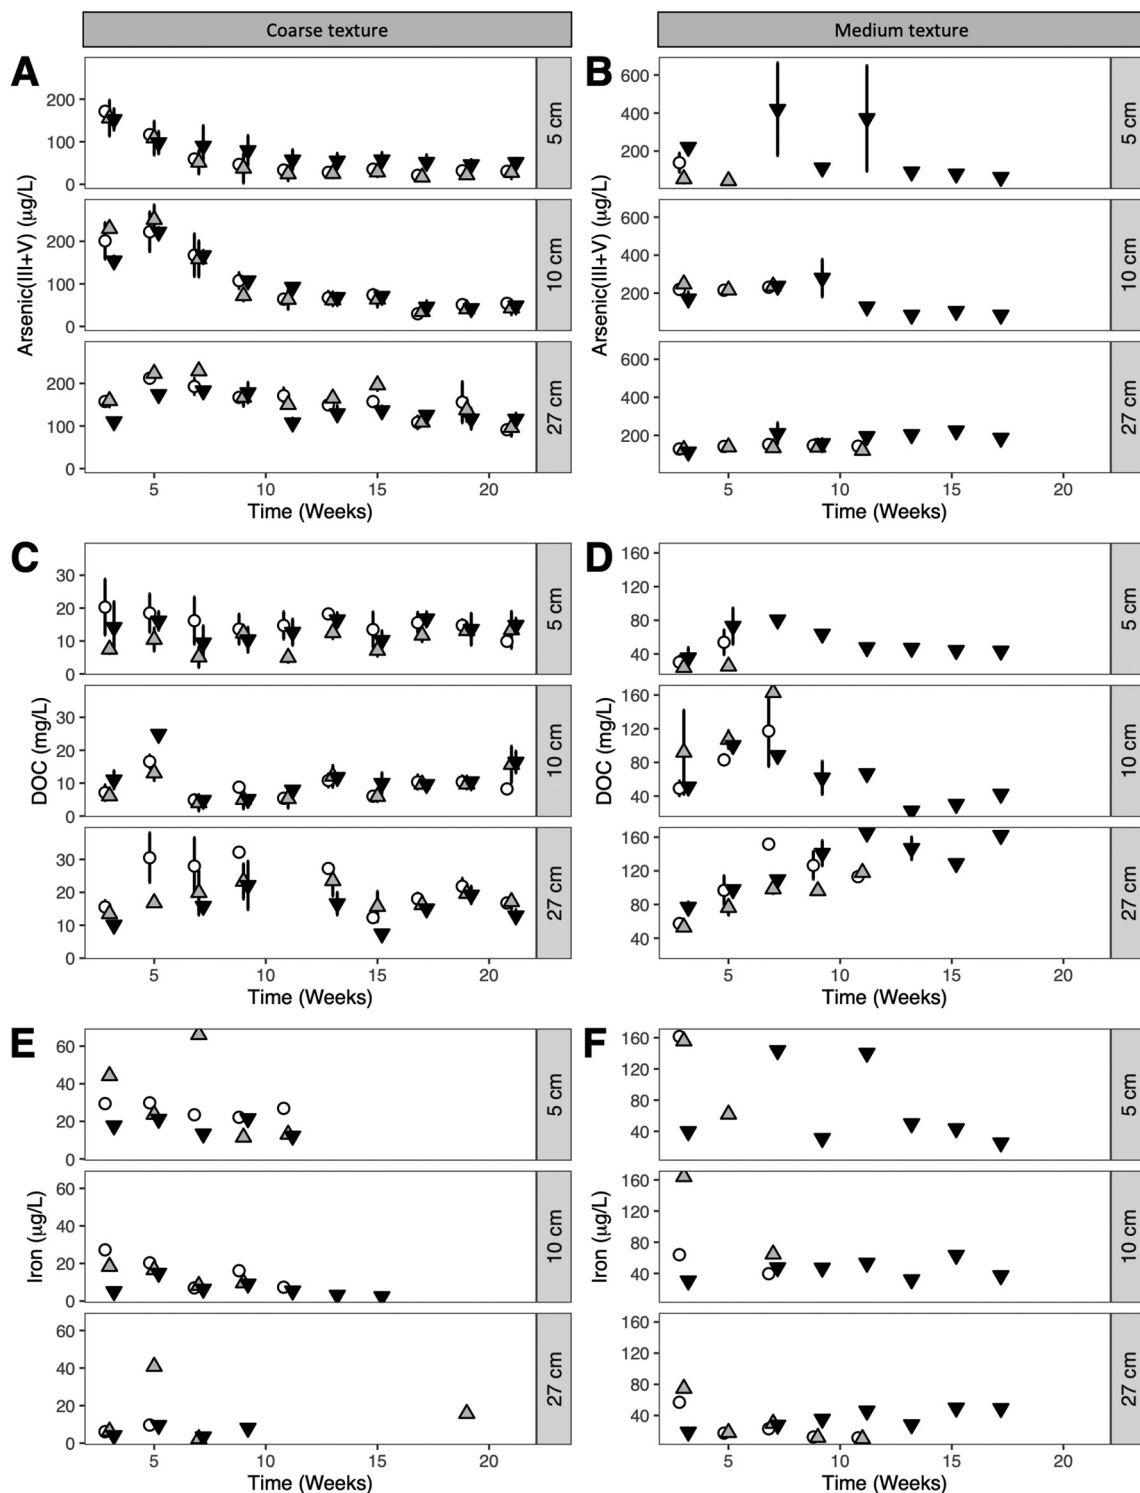 Coarse texture
Medium texture
A
Arsenic(III+V) (µg/L)
200
100
0
5 cm
200
100
0
10 cm
200
100
0
27 cm
5
10
15
20
Time (Weeks)
B
Arsenic(III+V) (µg/L)
600
400
200
5 cm
600
400
200
10 cm
600
400
200
27 cm
5
10
15
20
Time (Weeks)
C
DOC (mg/L)
30
20
10
0
5 cm
30
20
10
0
10 cm
30
20
10
0
27 cm
5
10
15
20
Time (Weeks)
D
DOC (mg/L)
160
120
80
40
5 cm
160
120
80
40
10 cm
160
120
80
40
27 cm
5
10
15
20
Time (Weeks)
E
Iron (µg/L)
60
40
20
0
5 cm
60
40
20
0
10 cm
60
40
20
0
27 cm
5
10
15
20
Time (Weeks)
F
Iron (µg/L)
160
120
80
40
5 cm
160
120
80
40
10 cm
160
120
80
40
27 cm
5
10
15
20
Time (Weeks)